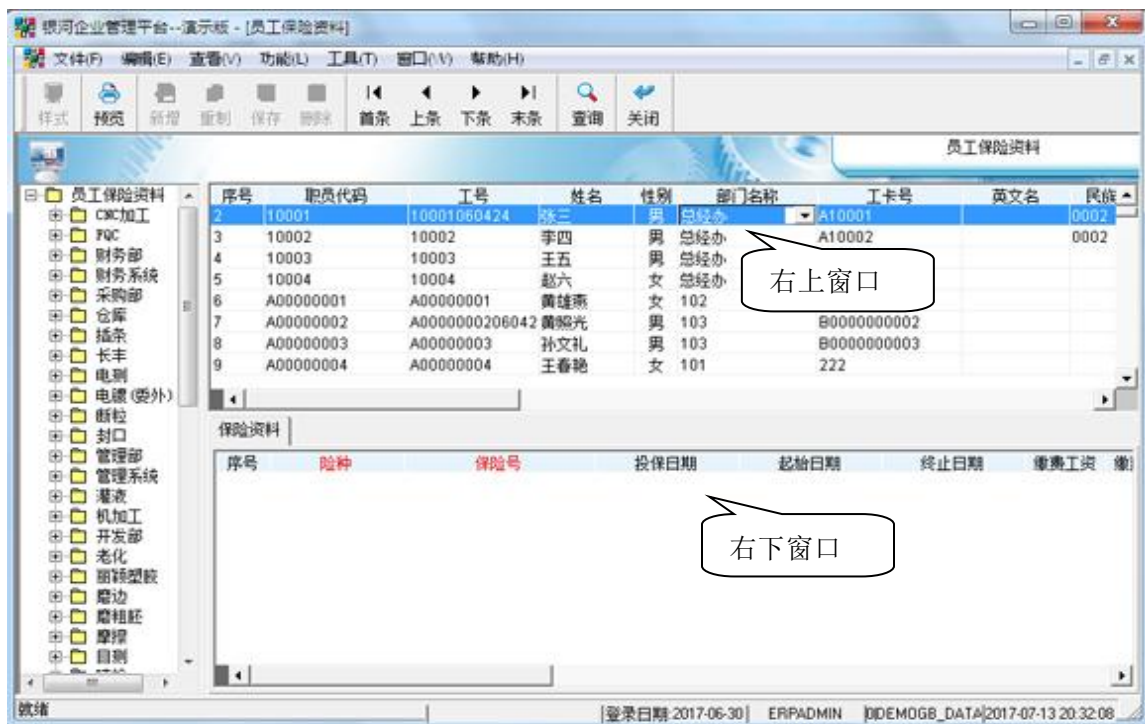 银河企业管理平台--演示版 - [员工保险资料]
文件(F) 编辑(E) 查看(V) 功能(L) 工具(T) 窗口(W) 帮助(H)
样式 预览 新增 重制 保存 删除 首条 上条 下条 末条 查询 关闭
员工保险资料
员工保险资料
CNC加工
FQC
财务部
财务系统
采购部
仓库
插条
长丰
电测
电镀(委外)
断粒
封口
管理部
管理系统
灌液
机加工
开发部
老化
丽颖塑胶
磨边
磨粗胚
摩擦
目测
序号 职员代码 工号 姓名 性别 部门名称 工卡号 英文名 民族
2 10001 10001060424 张三 男 总经办 A10001 0002
3 10002 10002 李四 男 总经办 A10002 0002
4 10003 10003 王五 男 总经办
5 10004 10004 赵六 女 总经办
6 A00000001 A00000001 黄雄燕 女 102
7 A00000002 A0000000206042 黄照光 男 103 B0000000002
8 A00000003 A00000003 孙文礼 男 103 B0000000003
9 A00000004 A00000004 王春艳 女 101 222
右上窗口
保险资料
序号 险种 保险号 投保日期 起始日期 终止日期 缴费工资
右下窗口
就绪 登录日期:2017-06-30 ERPADMIN 0|DEMOGB_DATA 2017-07-13 20:32:08